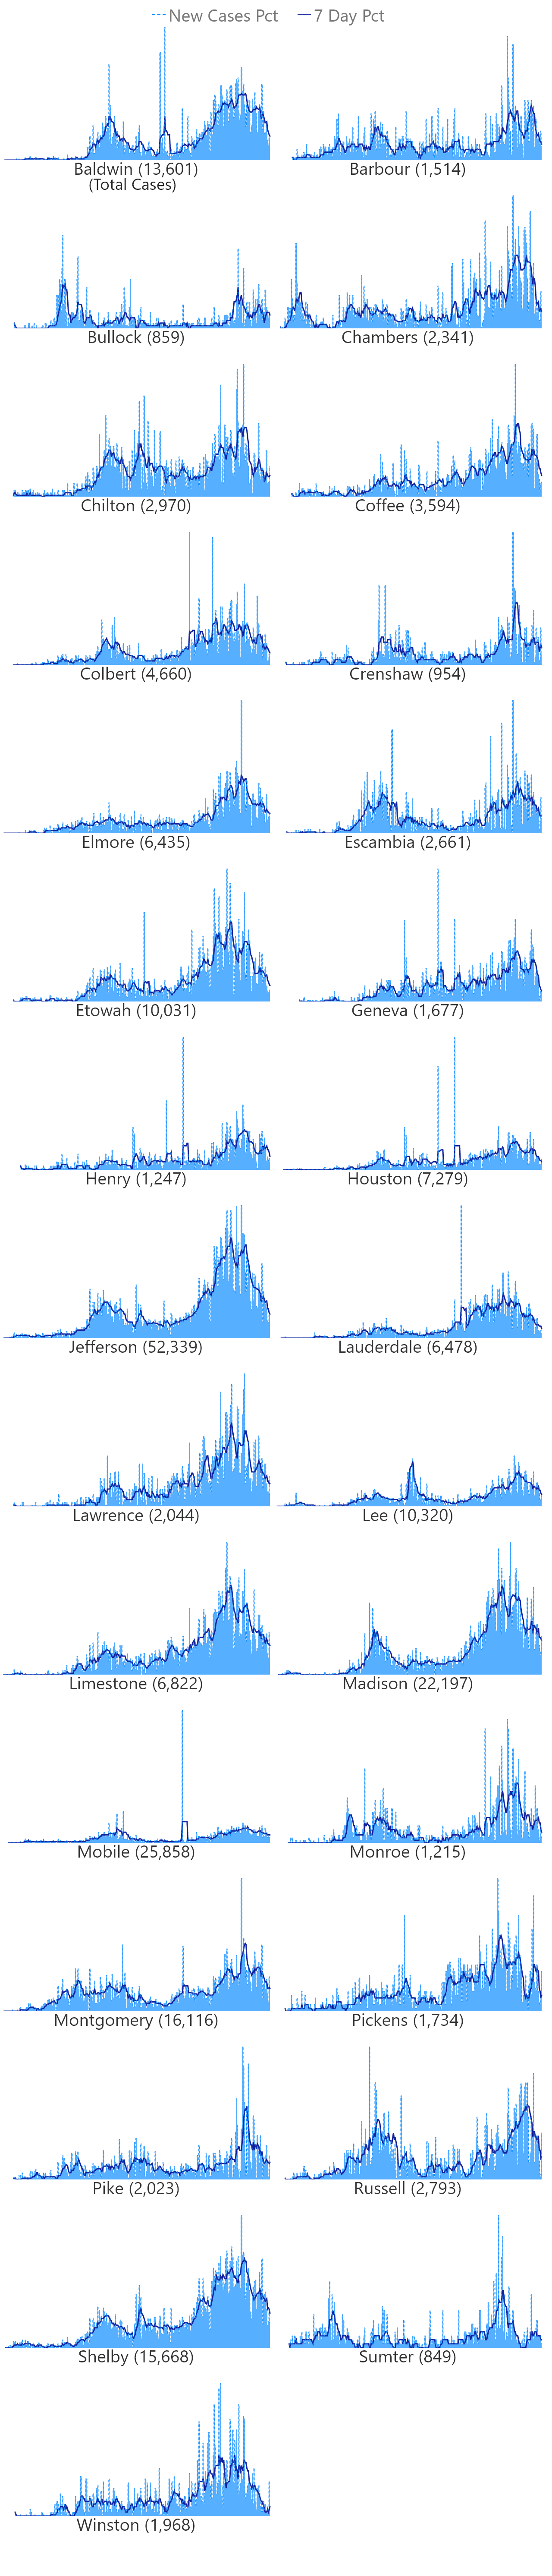 New Cases Pct 7 Day Pct
Baldwin (13,601)
(Total Cases)
Barbour (1,514)
Bullock (859)
Chambers (2,341)
Chilton (2,970)
Coffee (3,594)
Colbert (4,660)
Crenshaw (954)
Elmore (6,435)
Escambia (2,661)
Etowah (10,031)
Geneva (1,677)
Henry (1,247)
Houston (7,279)
Jefferson (52,339)
Lauderdale (6,478)
Lawrence (2,044)
Lee (10,320)
Limestone (6,822)
Madison (22,197)
Mobile (25,858)
Monroe (1,215)
Montgomery (16,116)
Pickens (1,734)
Pike (2,023)
Russell (2,793)
Shelby (15,668)
Sumter (849)
Winston (1,968)